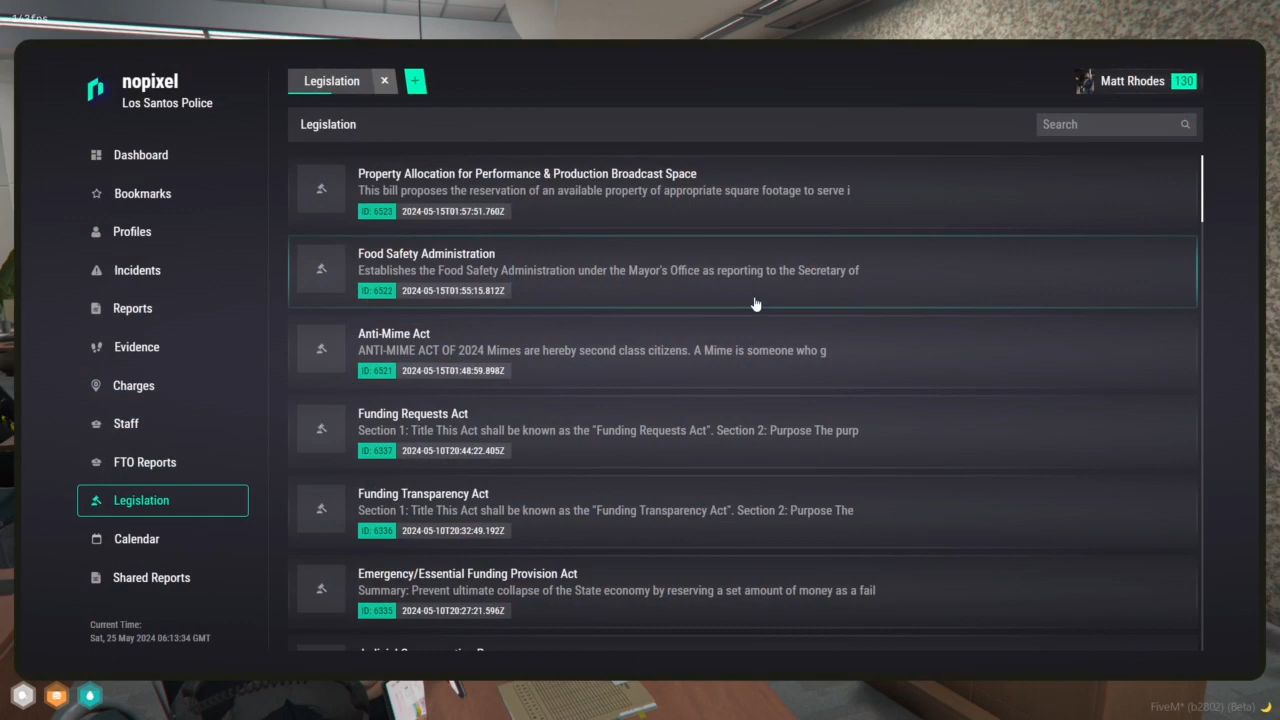 nopixel
Los Santos Police
Legislation
×
+
Matt Rhodes 130
Legislation
Search
Dashboard
Bookmarks
Profiles
Incidents
Reports
Evidence
Charges
Staff
FTO Reports
Legislation
Calendar
Shared Reports
Current Time:
Sat, 25 May 2024 06:13:34 GMT
Property Allocation for Performance & Production Broadcast Space
This bill proposes the reservation of an available property of appropriate square footage to serve i
ID: 6523 2024-05-15T01:57:51.760Z
Food Safety Administration
Establishes the Food Safety Administration under the Mayor's Office as reporting to the Secretary of
ID: 6522 2024-05-15T01:55:15.812Z
Anti-Mime Act
ANTI-MIME ACT OF 2024 Mimes are hereby second class citizens. A Mime is someone who g
ID: 6521 2024-05-15T01:48:59.898Z
Funding Requests Act
Section 1: Title This Act shall be known as the "Funding Requests Act". Section 2: Purpose The purp
ID: 6337 2024-05-10T20:44:22.405Z
Funding Transparency Act
Section 1: Title This Act shall be known as the "Funding Transparency Act". Section 2: Purpose The
ID: 6336 2024-05-10T20:32:49.192Z
Emergency/Essential Funding Provision Act
Summary: Prevent ultimate collapse of the State economy by reserving a set amount of money as a fail
ID: 6335 2024-05-10T20:27:21.596Z
FiveM* (b2802) (Beta)